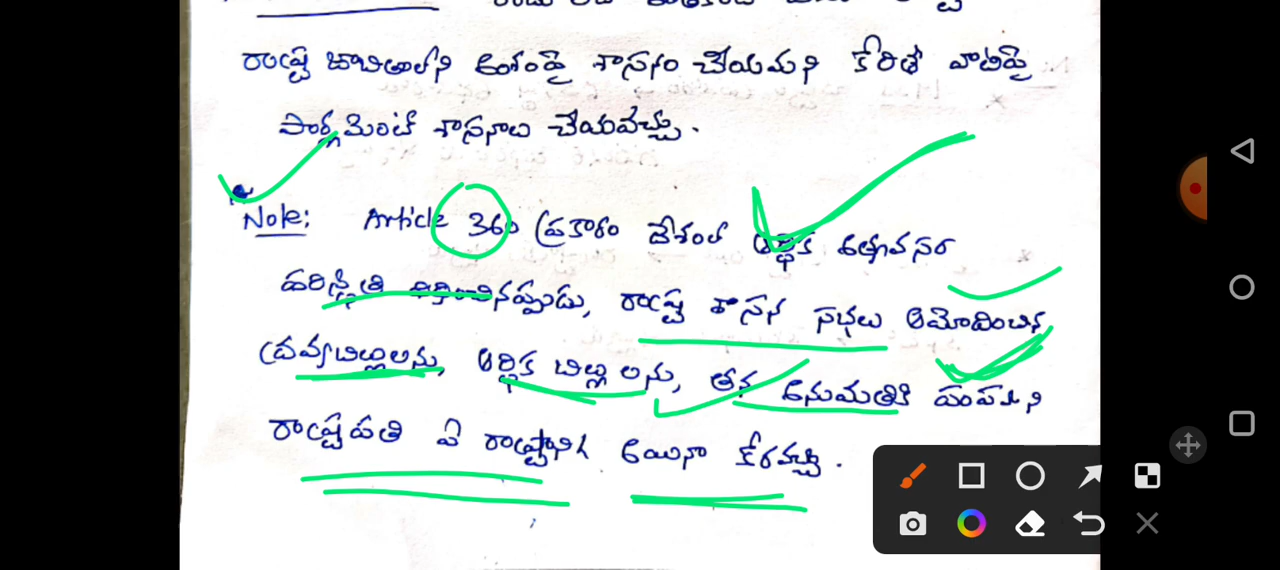 రాష్ట్ర జాబితాలోని అంశంపై శాసనం చేయమని కోరితే వాటిపై
పార్లమెంట్ శాసనాలు చేయవచ్చు.
Note: Article 360 ప్రకారం దేశంలో ఆర్థిక అత్యవసర
పరిస్థితి విధించినప్పుడు, రాష్ట్ర శాసన సభలు ఆమోదించిన
ద్రవ్యబిల్లులను, ఆర్థిక బిల్లులను, తన అనుమతికి పంపమని
రాష్ట్రపతి ఏ రాష్ట్రానికి అయినా కోరవచ్చు.